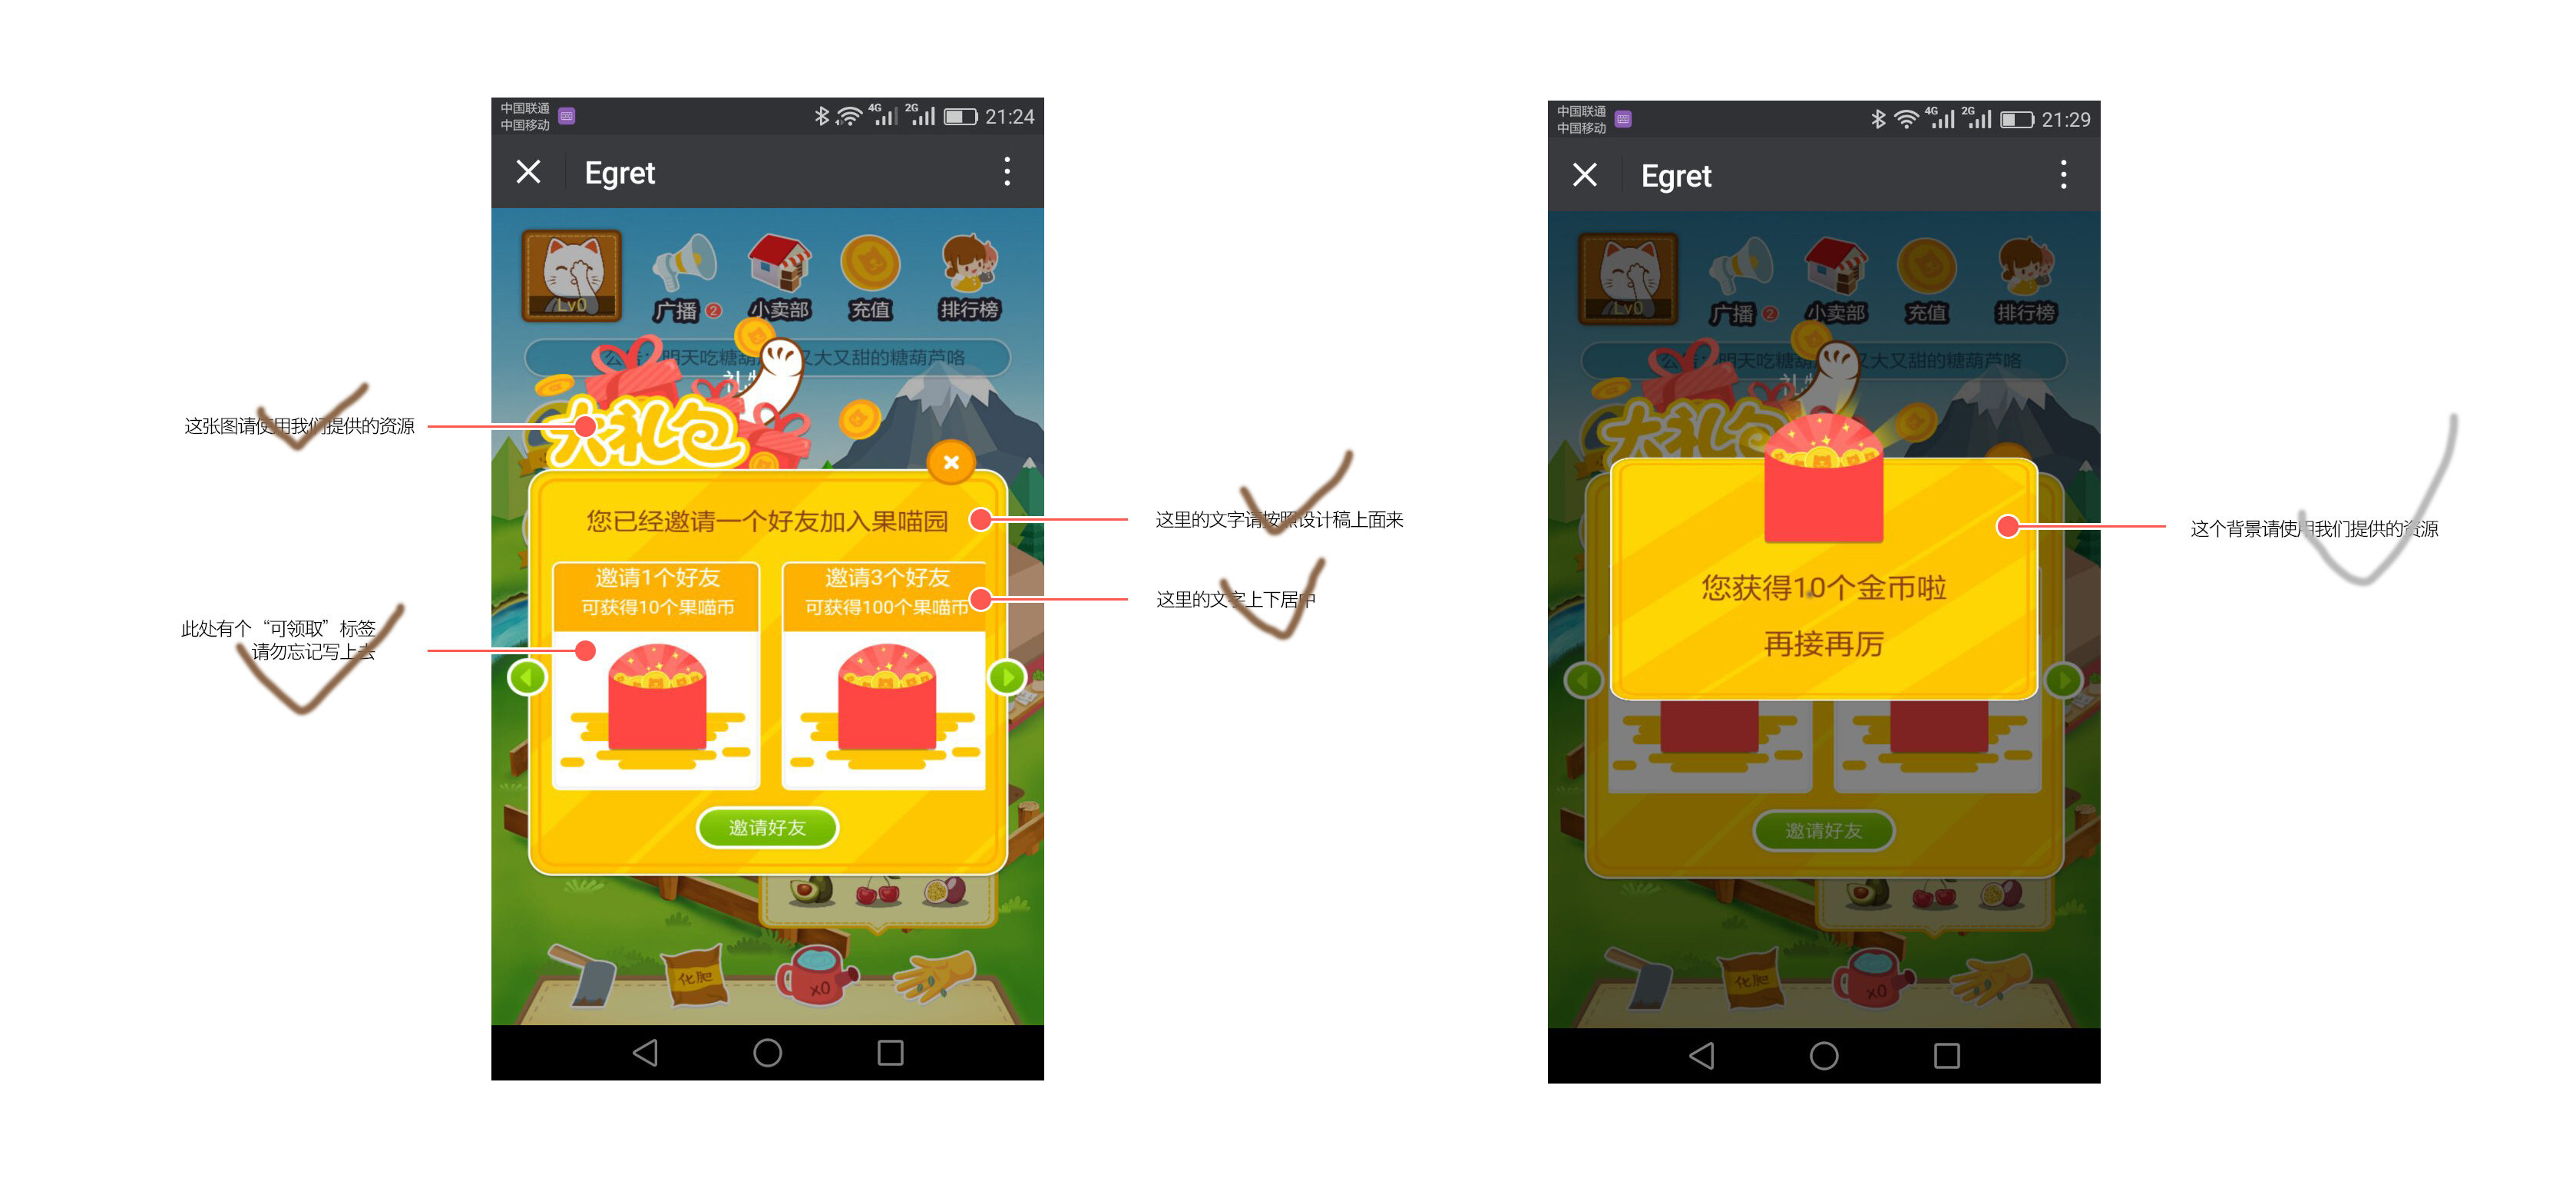 中国联通
中国移动
4G 2G 21:24
Egret
Lv0
广播 2 小卖部 充值 排行榜
公告：明天吃糖葫 又大又甜的糖葫芦咯
礼
大礼包
您已经邀请一个好友加入果喵园
邀请1个好友
可获得10个果喵币
邀请3个好友
可获得100个果喵币
邀请好友
化肥
x0
这张图请使用我们提供的资源
此处有个“可领取”标签
请勿忘记写上去
这里的文字请按照设计稿上面来
这里的文字上下居中
中国联通
中国移动
4G 2G 21:29
Egret
Lv0
广播 2 小卖部 充值 排行榜
公告：明天吃糖葫 又大又甜的糖葫芦咯
礼
大礼包
您获得10个金币啦
再接再厉
邀请好友
化肥
x0
这个背景请使用我们提供的资源